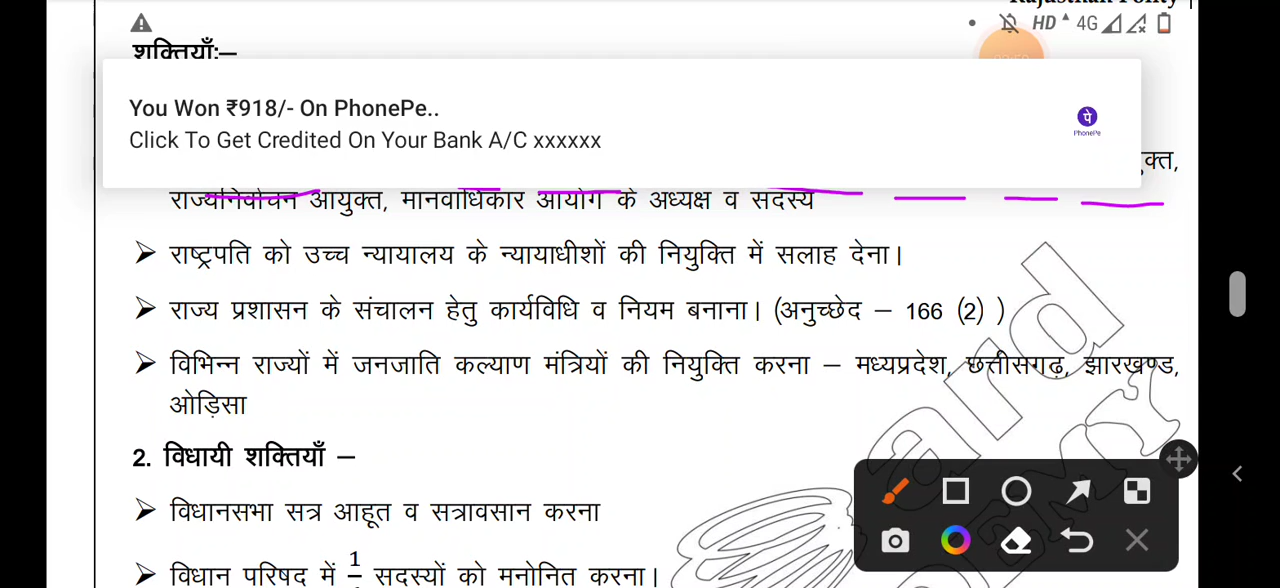 HD 4G
शक्तियाँ:–
You Won ₹918/- On PhonePe..
Click To Get Credited On Your Bank A/C xxxxxx
PhonePe
राज्यनिर्वाचन आयुक्त, मानवाधिकार आयोग के अध्यक्ष व सदस्य
➢ राष्ट्रपति को उच्च न्यायालय के न्यायाधीशों की नियुक्ति में सलाह देना।
➢ राज्य प्रशासन के संचालन हेतु कार्यविधि व नियम बनाना। (अनुच्छेद – 166 (2) )
➢ विभिन्न राज्यों में जनजाति कल्याण मंत्रियों की नियुक्ति करना – मध्यप्रदेश, छत्तीसगढ़, झारखण्ड,
ओड़िसा
2. विधायी शक्तियाँ –
➢ विधानसभा सत्र आहूत व सत्रावसान करना
➢ विधान परिषद में सदस्यों को मनोनित करना।